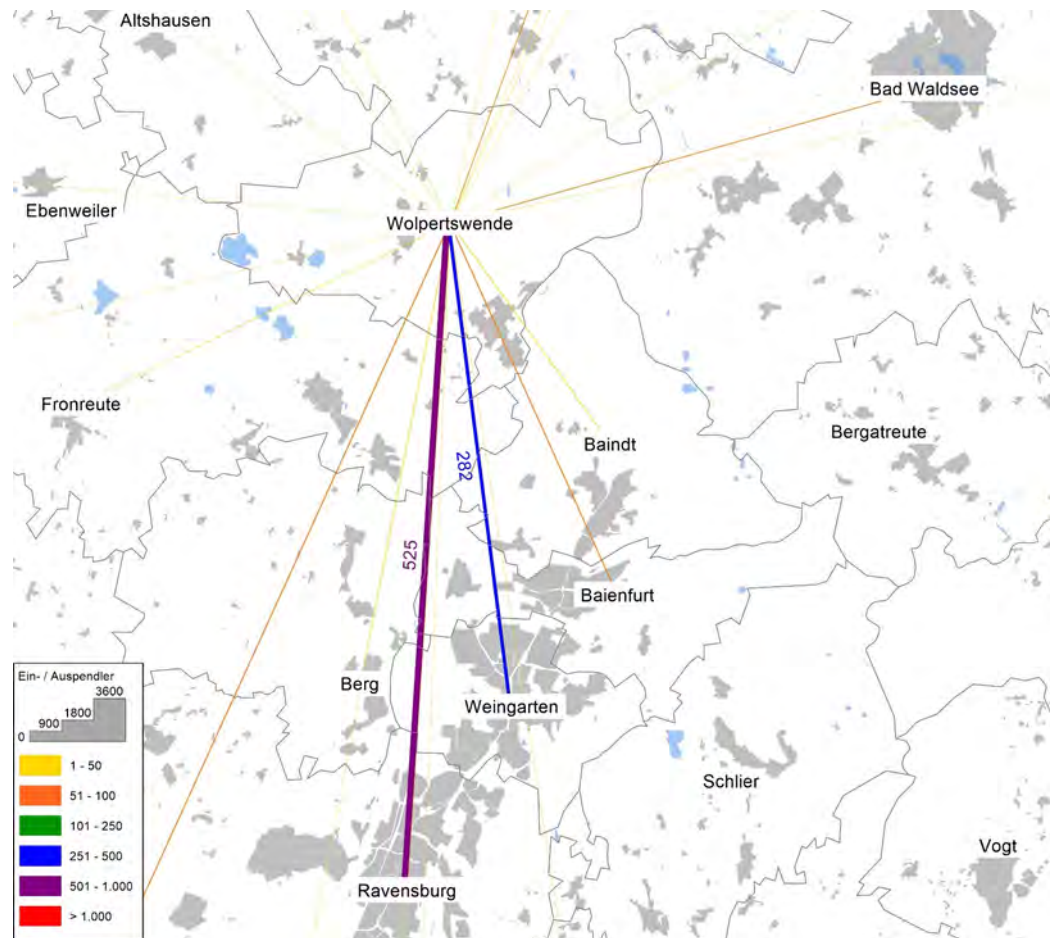 Altshausen
Bad Waldsee
Ebenweiler
Wolpertswende
Fronreute
Baindt
Bergatreute
282
525
Baienfurt
Berg
Weingarten
Schlier
Vogt
Ravensburg
Ein- / Auspendler
3600
1800
900
0
1 - 50
51 - 100
101 - 250
251 - 500
501 - 1.000
> 1.000